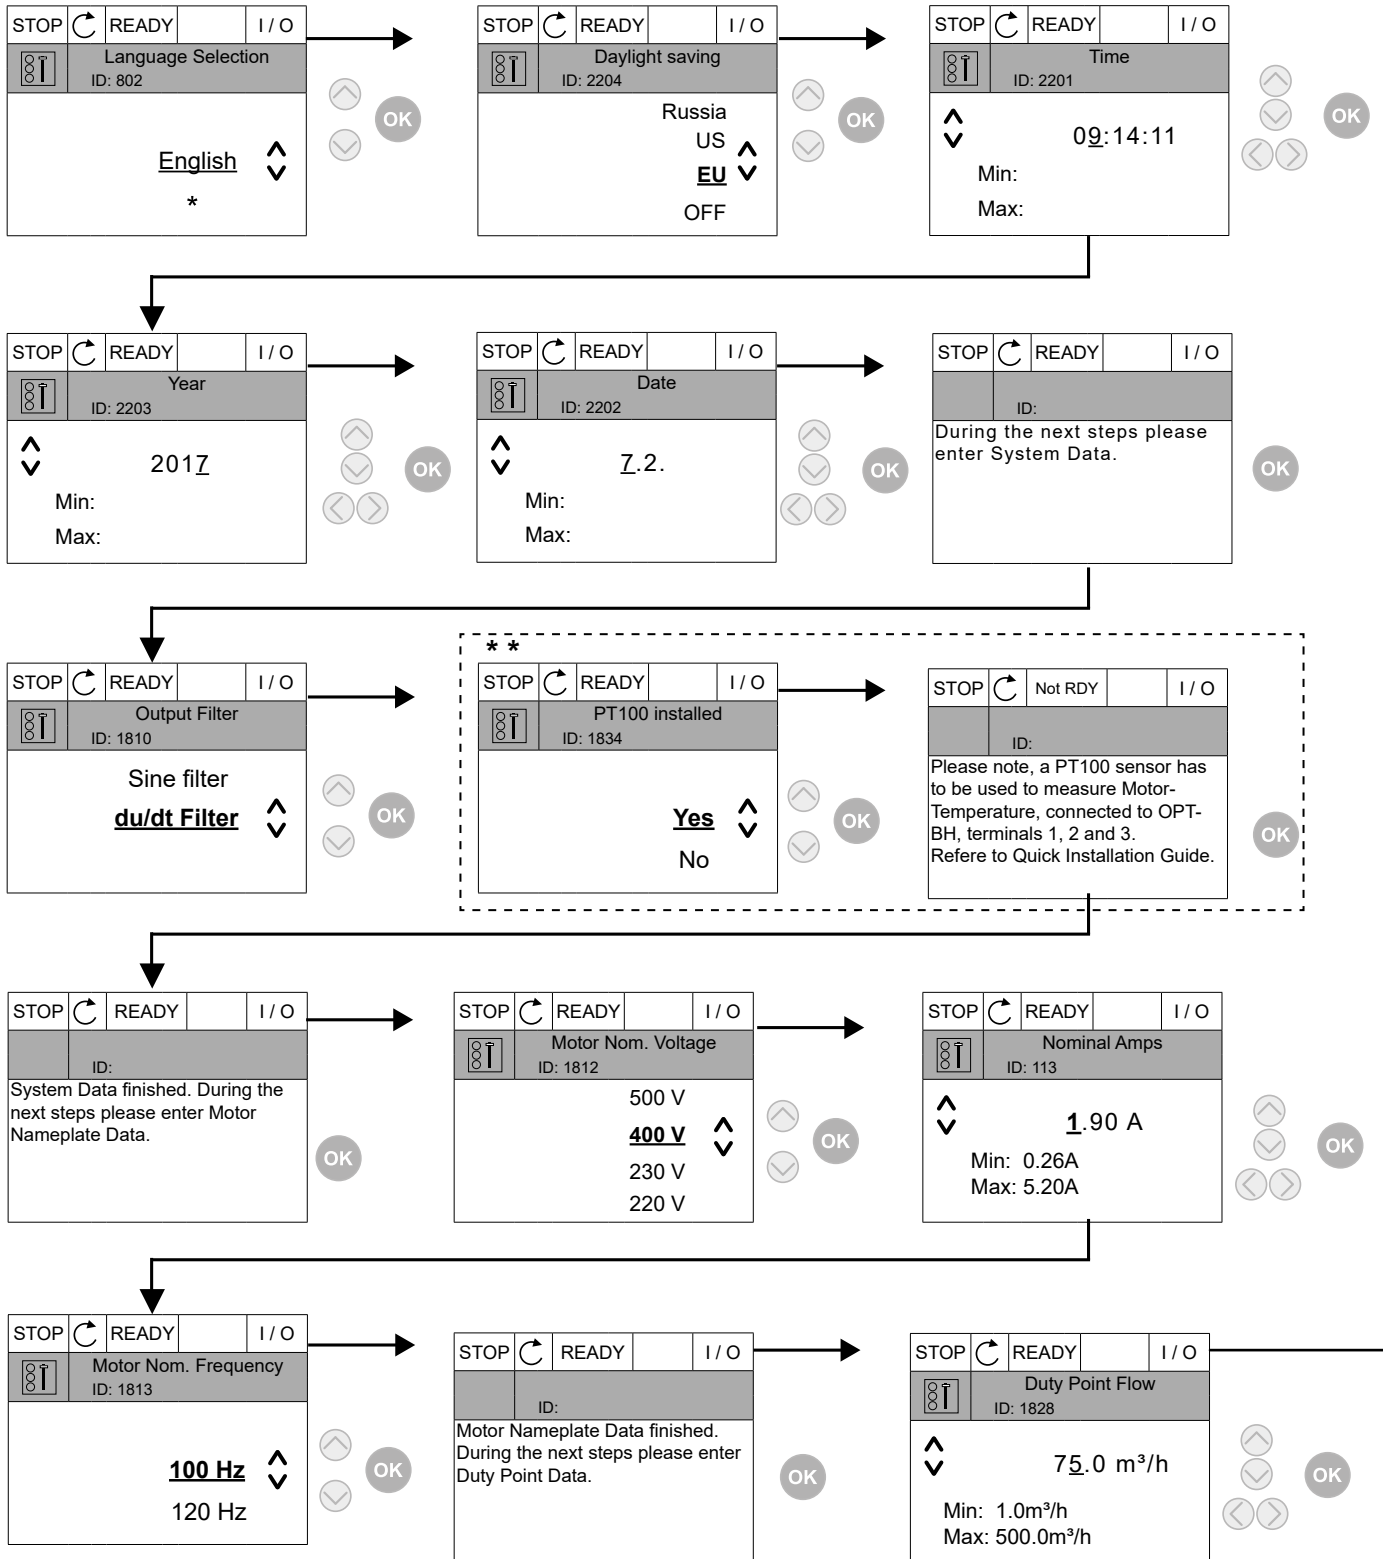 STOP READY I / O
Language Selection
ID: 802
English
*
OK
STOP READY I / O
Daylight saving
ID: 2204
Russia
US
EU
OFF
OK
STOP READY I / O
Time
ID: 2201
09:14:11
Min:
Max:
OK
STOP READY I / O
Year
ID: 2203
2017
Min:
Max:
OK
STOP READY I / O
Date
ID: 2202
7.2.
Min:
Max:
OK
STOP READY I / O
ID:
During the next steps please
enter System Data.
OK
STOP READY I / O
Output Filter
ID: 1810
Sine filter
du/dt Filter
OK
* *
STOP READY I / O
PT100 installed
ID: 1834
Yes
No
OK
STOP Not RDY I / O
ID:
Please note, a PT100 sensor has
to be used to measure Motor-
Temperature, connected to OPT-
BH, terminals 1, 2 and 3.
Refere to Quick Installation Guide.
OK
STOP READY I / O
ID:
System Data finished. During the
next steps please enter Motor
Nameplate Data.
OK
STOP READY I / O
Motor Nom. Voltage
ID: 1812
500 V
400 V
230 V
220 V
OK
STOP READY I / O
Nominal Amps
ID: 113
1.90 A
Min: 0.26A
Max: 5.20A
OK
STOP READY I / O
Motor Nom. Frequency
ID: 1813
100 Hz
120 Hz
OK
STOP READY I / O
ID:
Motor Nameplate Data finished.
During the next steps please enter
Duty Point Data.
OK
STOP READY I / O
Duty Point Flow
ID: 1828
75.0 m³/h
Min: 1.0m³/h
Max: 500.0m³/h
OK